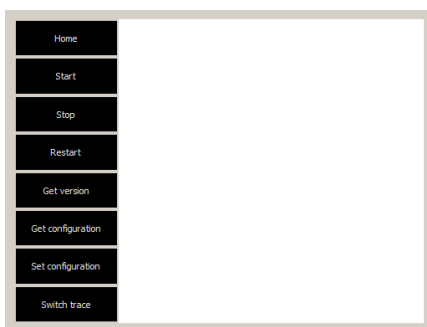 Home
Start
Stop
Restart
Get version
Get configuration
Set configuration
Switch trace